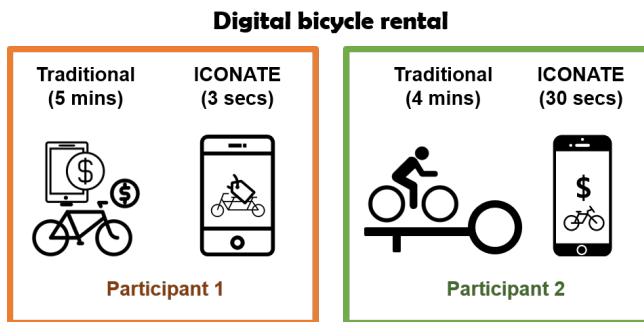 Digital bicycle rental
Traditional
(5 mins)
ICONATE
(3 secs)
$
$
Participant 1
Traditional
(4 mins)
ICONATE
(30 secs)
$
Participant 2